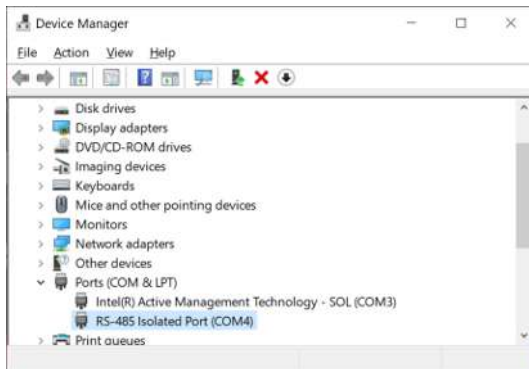 Device Manager
File Action View Help
Disk drives
Display adapters
DVD/CD-ROM drives
Imaging devices
Keyboards
Mice and other pointing devices
Monitors
Network adapters
Other devices
Ports (COM & LPT)
Intel(R) Active Management Technology - SOL (COM3)
RS-485 Isolated Port (COM4)
Print queues